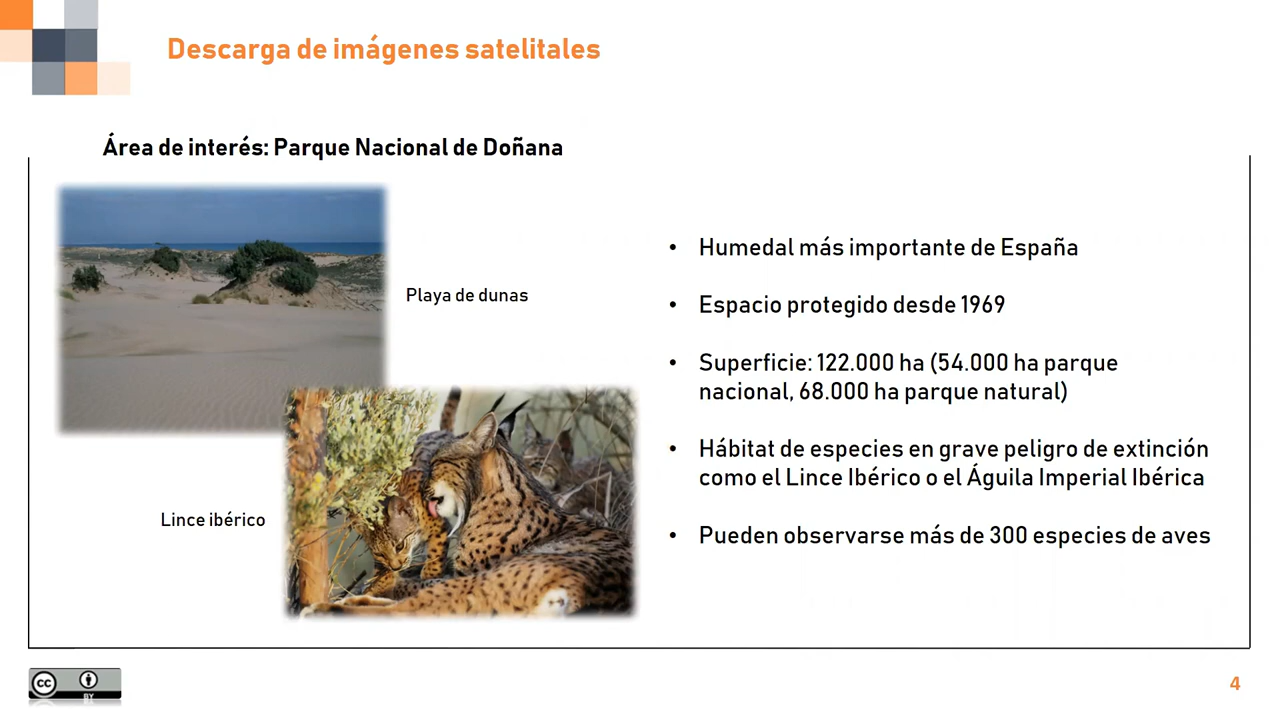 Descarga de imágenes satelitales
Área de interés: Parque Nacional de Doñana
Playa de dunas
Lince ibérico
• Humedal más importante de España
• Espacio protegido desde 1969
• Superficie: 122.000 ha (54.000 ha parque
nacional, 68.000 ha parque natural)
• Hábitat de especies en grave peligro de extinción
como el Lince Ibérico o el Águila Imperial Ibérica
• Pueden observarse más de 300 especies de aves
cc
BY
4